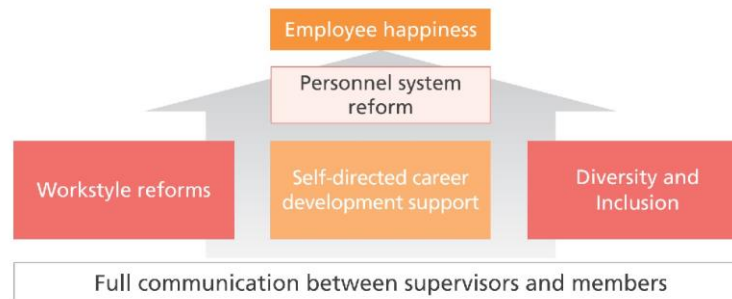 Employee happiness
Personnel system
reform
Workstyle reforms
Self-directed career
development support
Diversity and
Inclusion
Full communication between supervisors and members